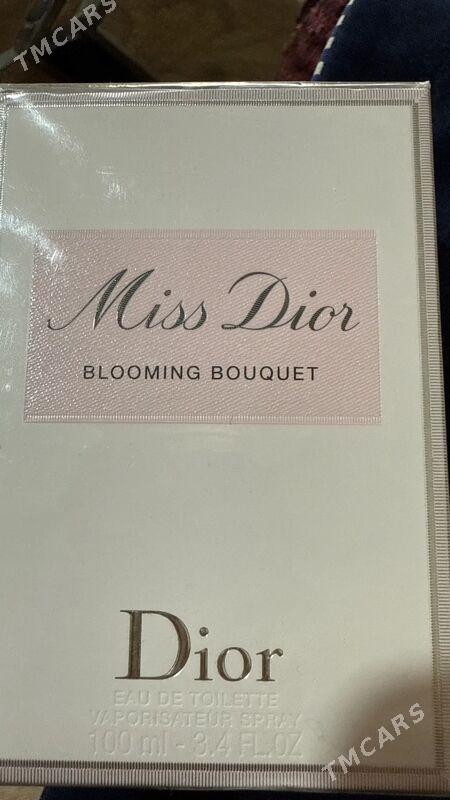 TMCARS
Miss Dior
BLOOMING BOUQUET
Dior
EAU DE TOILETTE
VAPORISATEUR SPRAY
100 ml - 3.4 FL.OZ
TMCARS